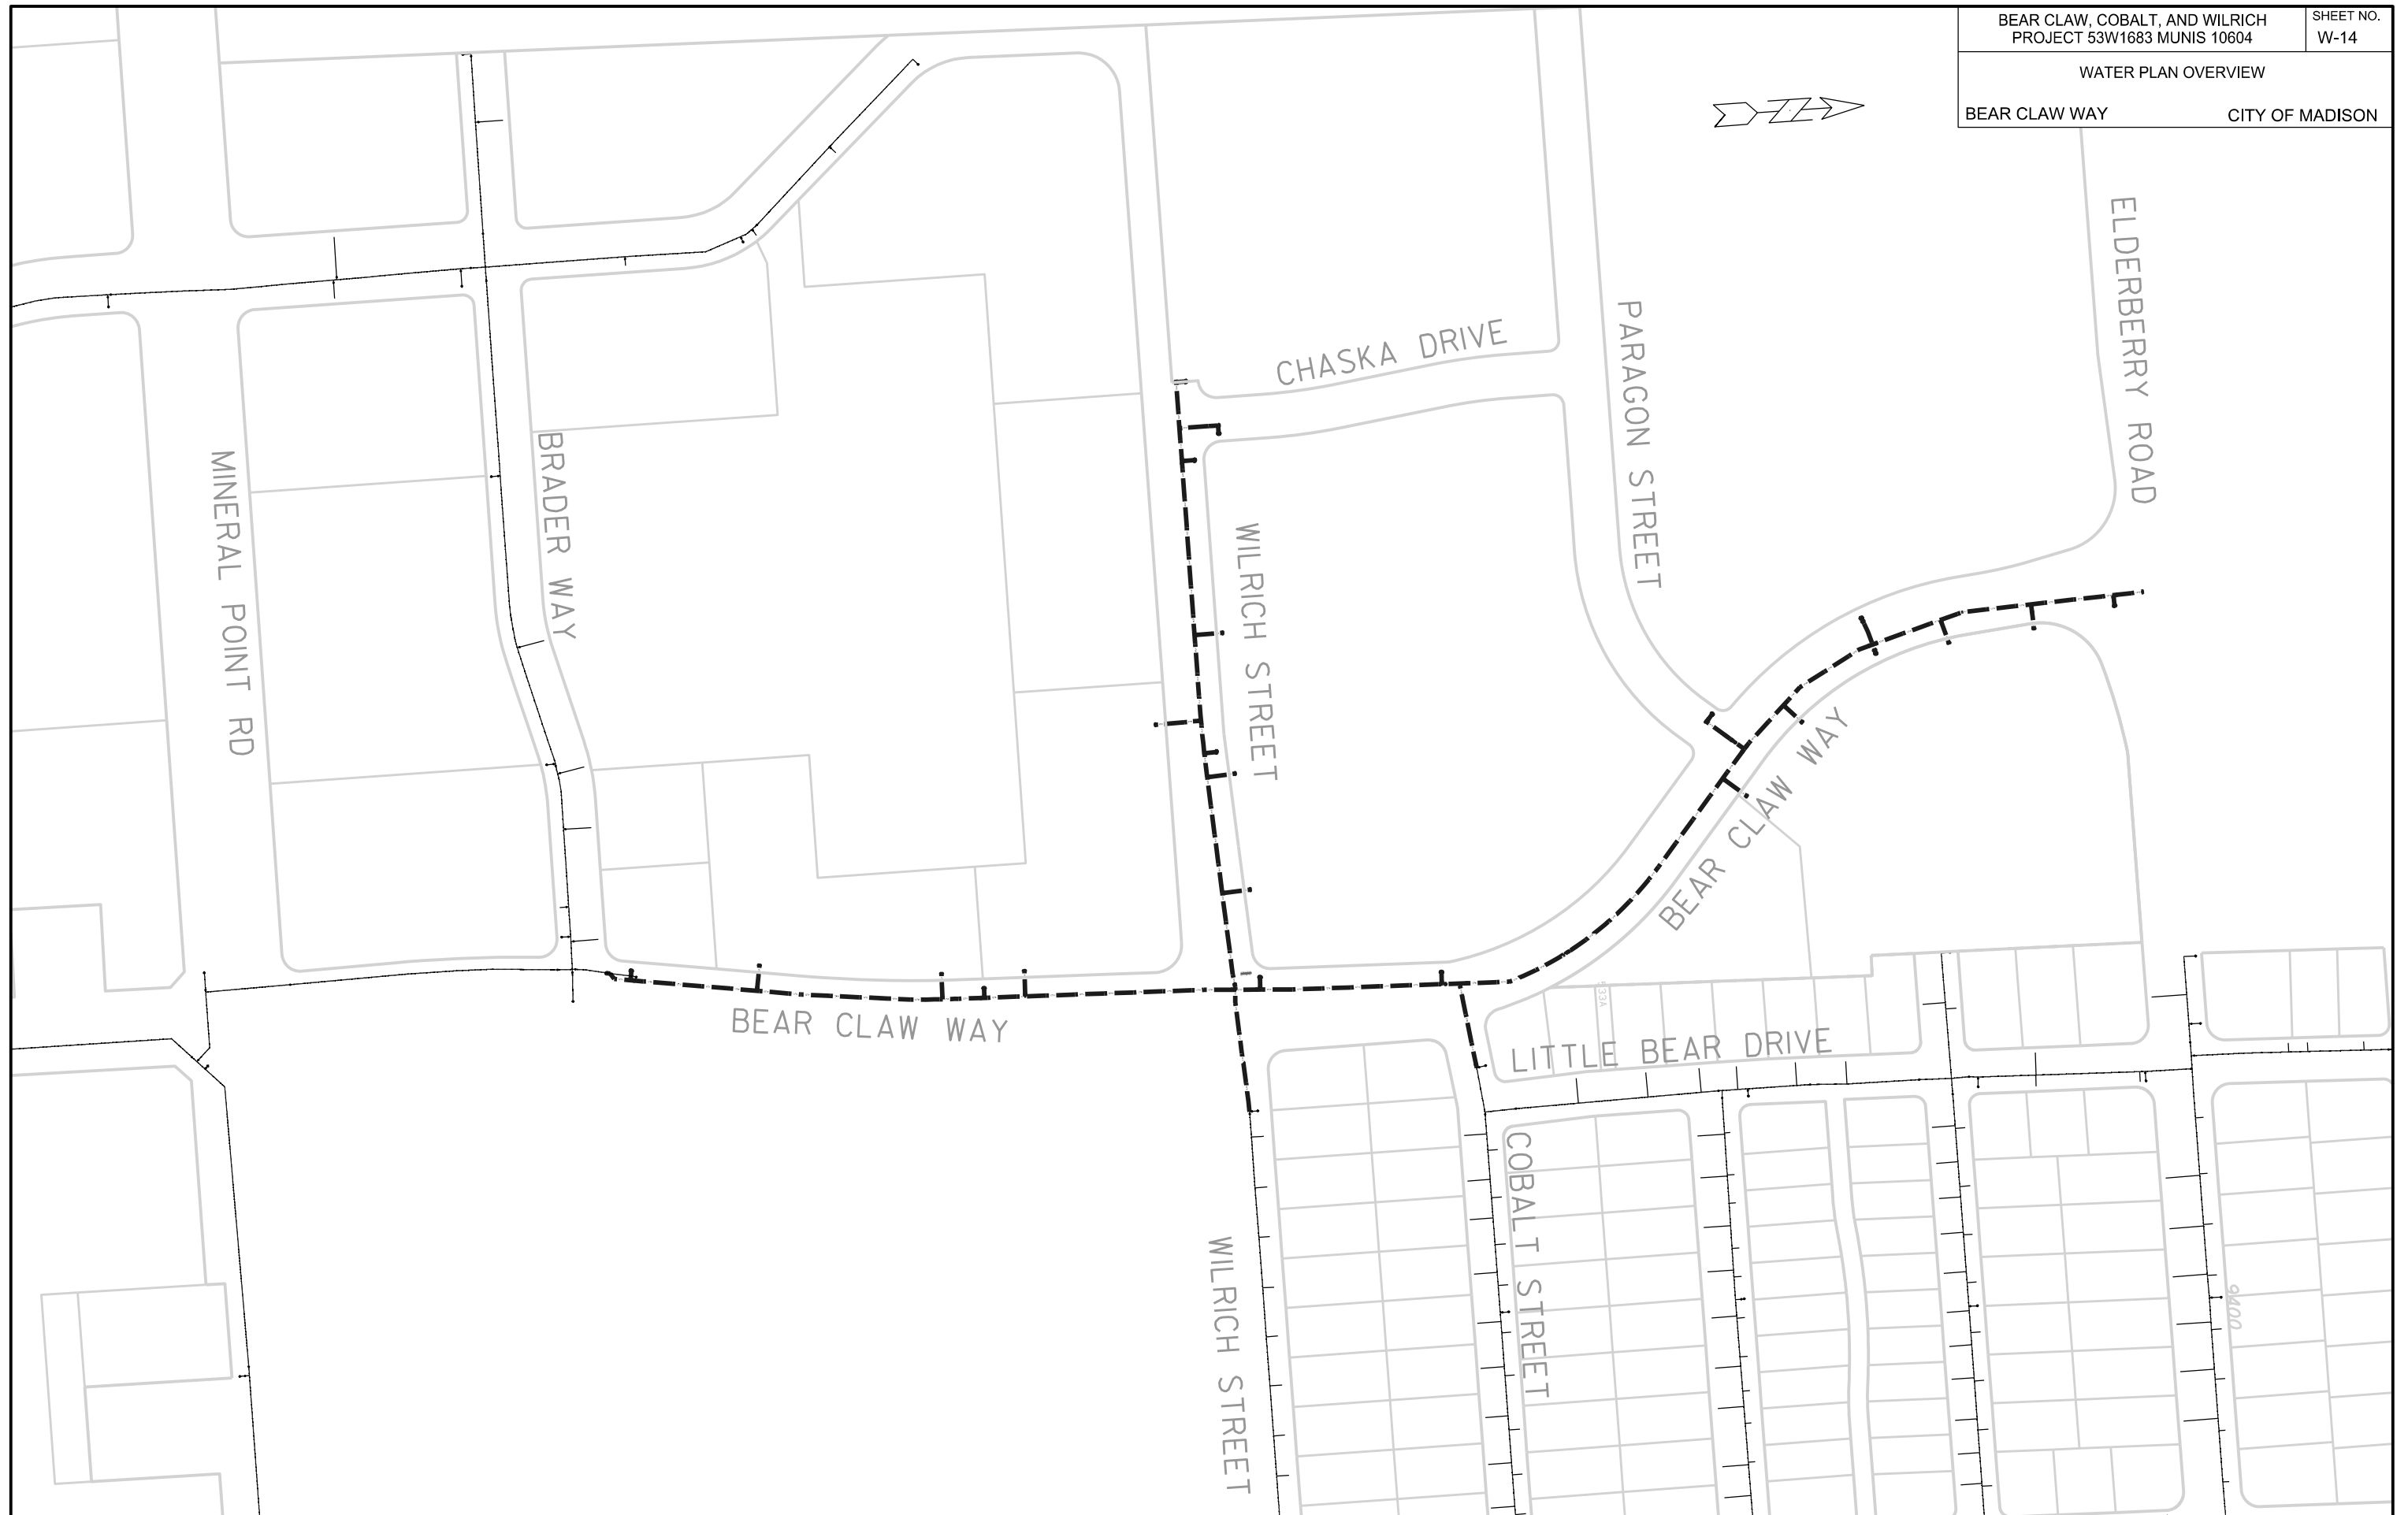 BEAR CLAW, COBALT, AND WILRICH
PROJECT 53W1683 MUNIS 10604
SHEET NO.
W-14
WATER PLAN OVERVIEW
BEAR CLAW WAY
CITY OF MADISON
ELDERBERRY ROAD
PARAGON STREET
CHASKA DRIVE
MINERAL POINT RD
BRADER WAY
WILRICH STREET
BEAR CLAW WAY
BEAR CLAW WAY
LITTLE BEAR DRIVE
COBALT STREET
WILRICH STREET
9400